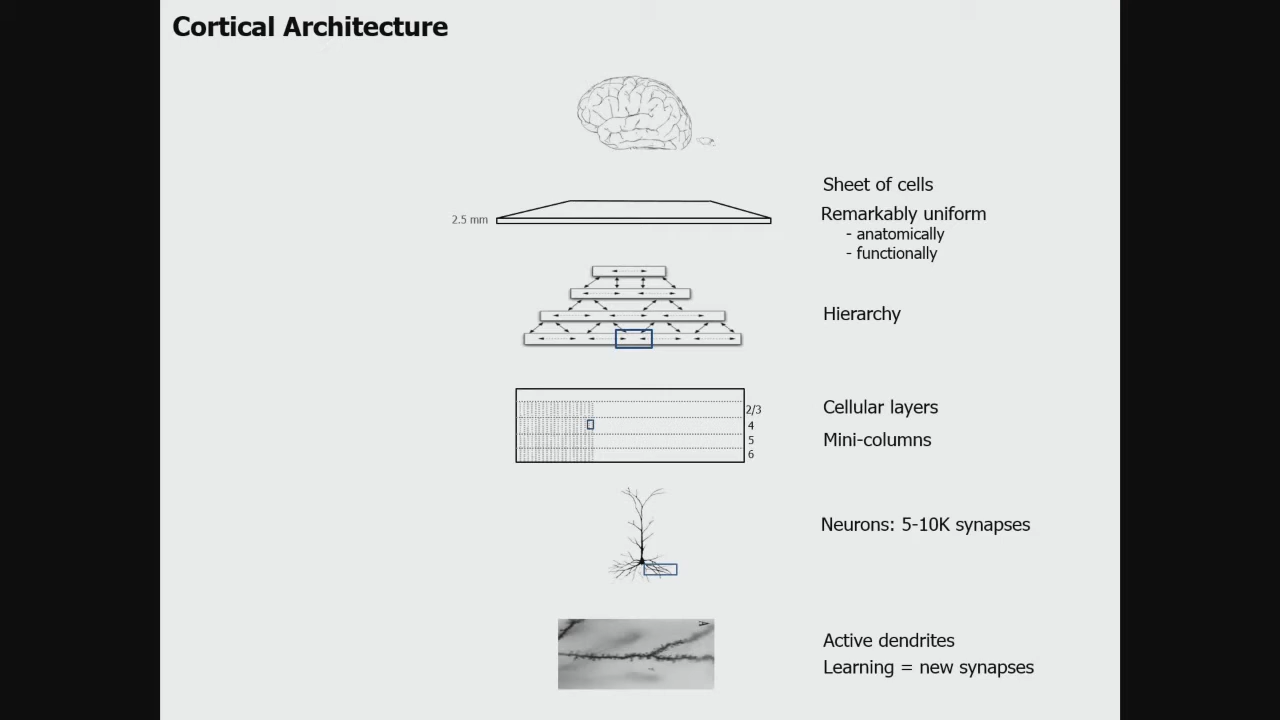 Cortical Architecture
Sheet of cells
2.5 mm
Remarkably uniform
- anatomically
- functionally
Hierarchy
2/3
4
5
6
Cellular layers
Mini-columns
Neurons: 5-10K synapses
A
Active dendrites
Learning = new synapses